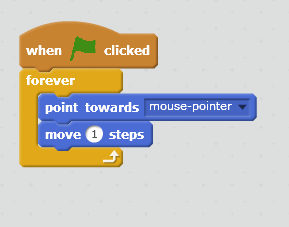 when clicked
forever
point towards mouse-pointer
move 1 steps